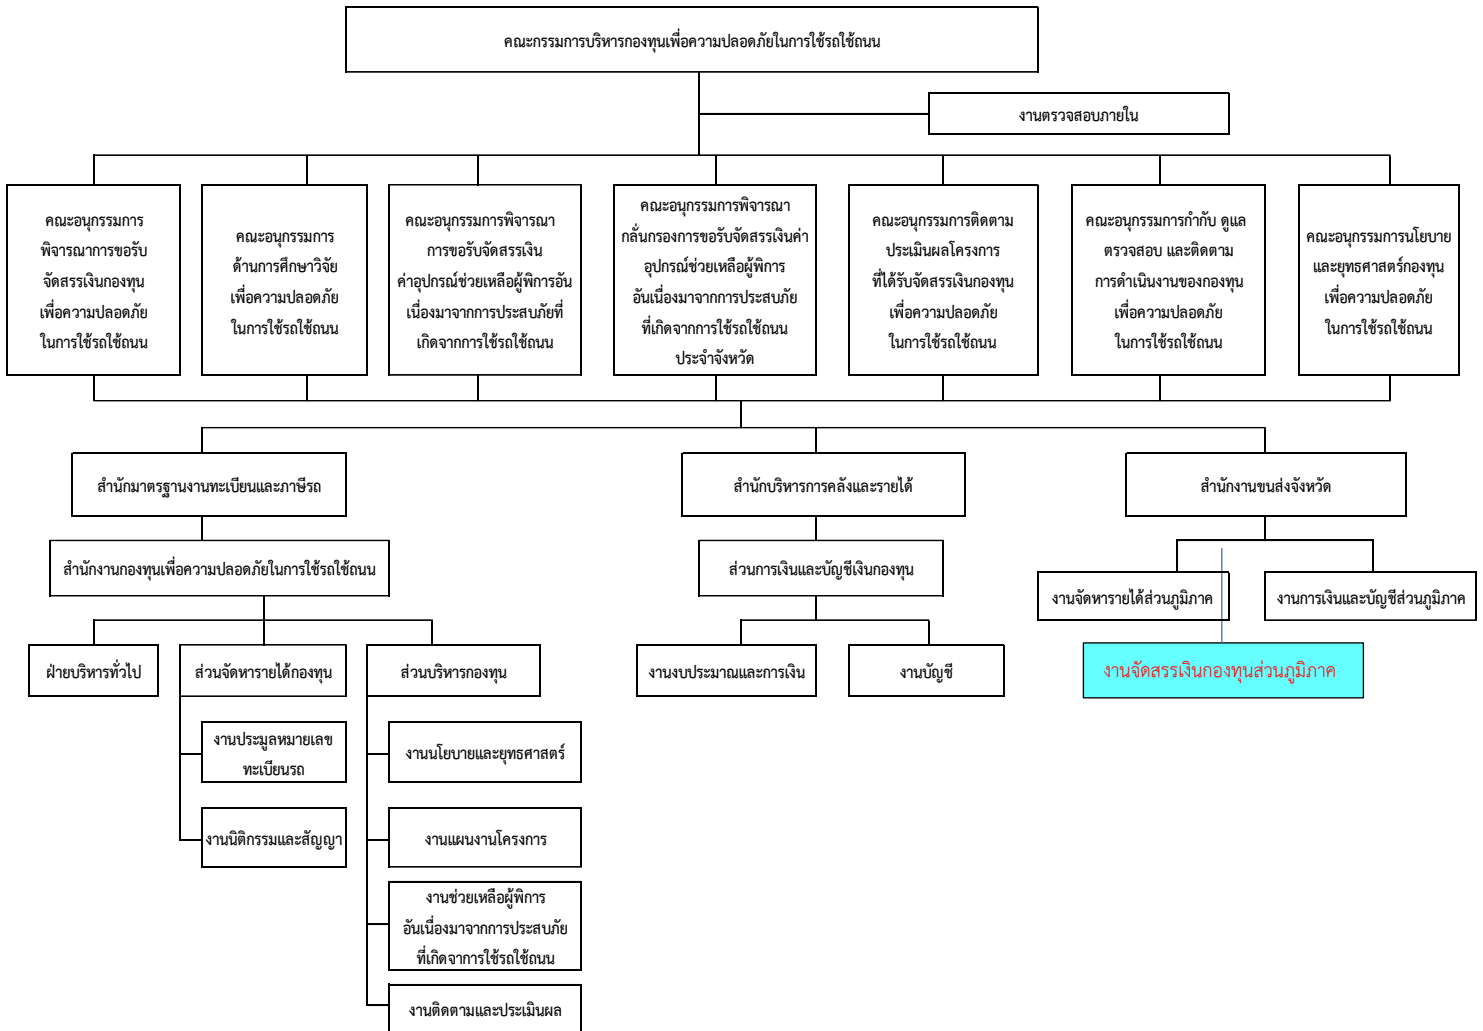 คณะกรรมการบริหารกองทุนเพื่อความปลอดภัยในการใช้รถใช้ถนน
งานตรวจสอบภายใน
คณะอนุกรรมการ
พิจารณาการขอรับ
จัดสรรเงินกองทุน
เพื่อความปลอดภัย
ในการใช้รถใช้ถนน
คณะอนุกรรมการ
ด้านการศึกษาวิจัย
เพื่อความปลอดภัย
ในการใช้รถใช้ถนน
คณะอนุกรรมการพิจารณา
การขอรับจัดสรรเงิน
ค่าอุปกรณ์ช่วยเหลือผู้พิการอัน
เนื่องมาจากการประสบภัยที่
เกิดจากการใช้รถใช้ถนน
คณะอนุกรรมการพิจารณา
กลั่นกรองการขอรับจัดสรรเงินค่า
อุปกรณ์ช่วยเหลือผู้พิการ
อันเนื่องมาจากการประสบภัย
ที่เกิดจากการใช้รถใช้ถนน
ประจำจังหวัด
คณะอนุกรรมการติดตาม
ประเมินผลโครงการ
ที่ได้รับจัดสรรเงินกองทุน
เพื่อความปลอดภัย
ในการใช้รถใช้ถนน
คณะอนุกรรมการกำกับ ดูแล
ตรวจสอบ และติดตาม
การดำเนินงานของกองทุน
เพื่อความปลอดภัย
ในการใช้รถใช้ถนน
คณะอนุกรรมการนโยบาย
และยุทธศาสตร์กองทุน
เพื่อความปลอดภัย
ในการใช้รถใช้ถนน
สำนักมาตรฐานงานทะเบียนและภาษีรถ
สำนักบริหารการคลังและรายได้
สำนักงานขนส่งจังหวัด
สำนักงานกองทุนเพื่อความปลอดภัยในการใช้รถใช้ถนน
ส่วนการเงินและบัญชีเงินกองทุน
งานจัดหารายได้ส่วนภูมิภาค
งานการเงินและบัญชีส่วนภูมิภาค
ฝ่ายบริหารทั่วไป
ส่วนจัดหารายได้กองทุน
ส่วนบริหารกองทุน
งานงบประมาณและการเงิน
งานบัญชี
งานจัดสรรเงินกองทุนส่วนภูมิภาค
งานประมูลหมายเลข
ทะเบียนรถ
งานนิติกรรมและสัญญา
งานนโยบายและยุทธศาสตร์
งานแผนงานโครงการ
งานช่วยเหลือผู้พิการ
อันเนื่องมาจากการประสบภัย
ที่เกิดจาการใช้รถใช้ถนน
งานติดตามและประเมินผล